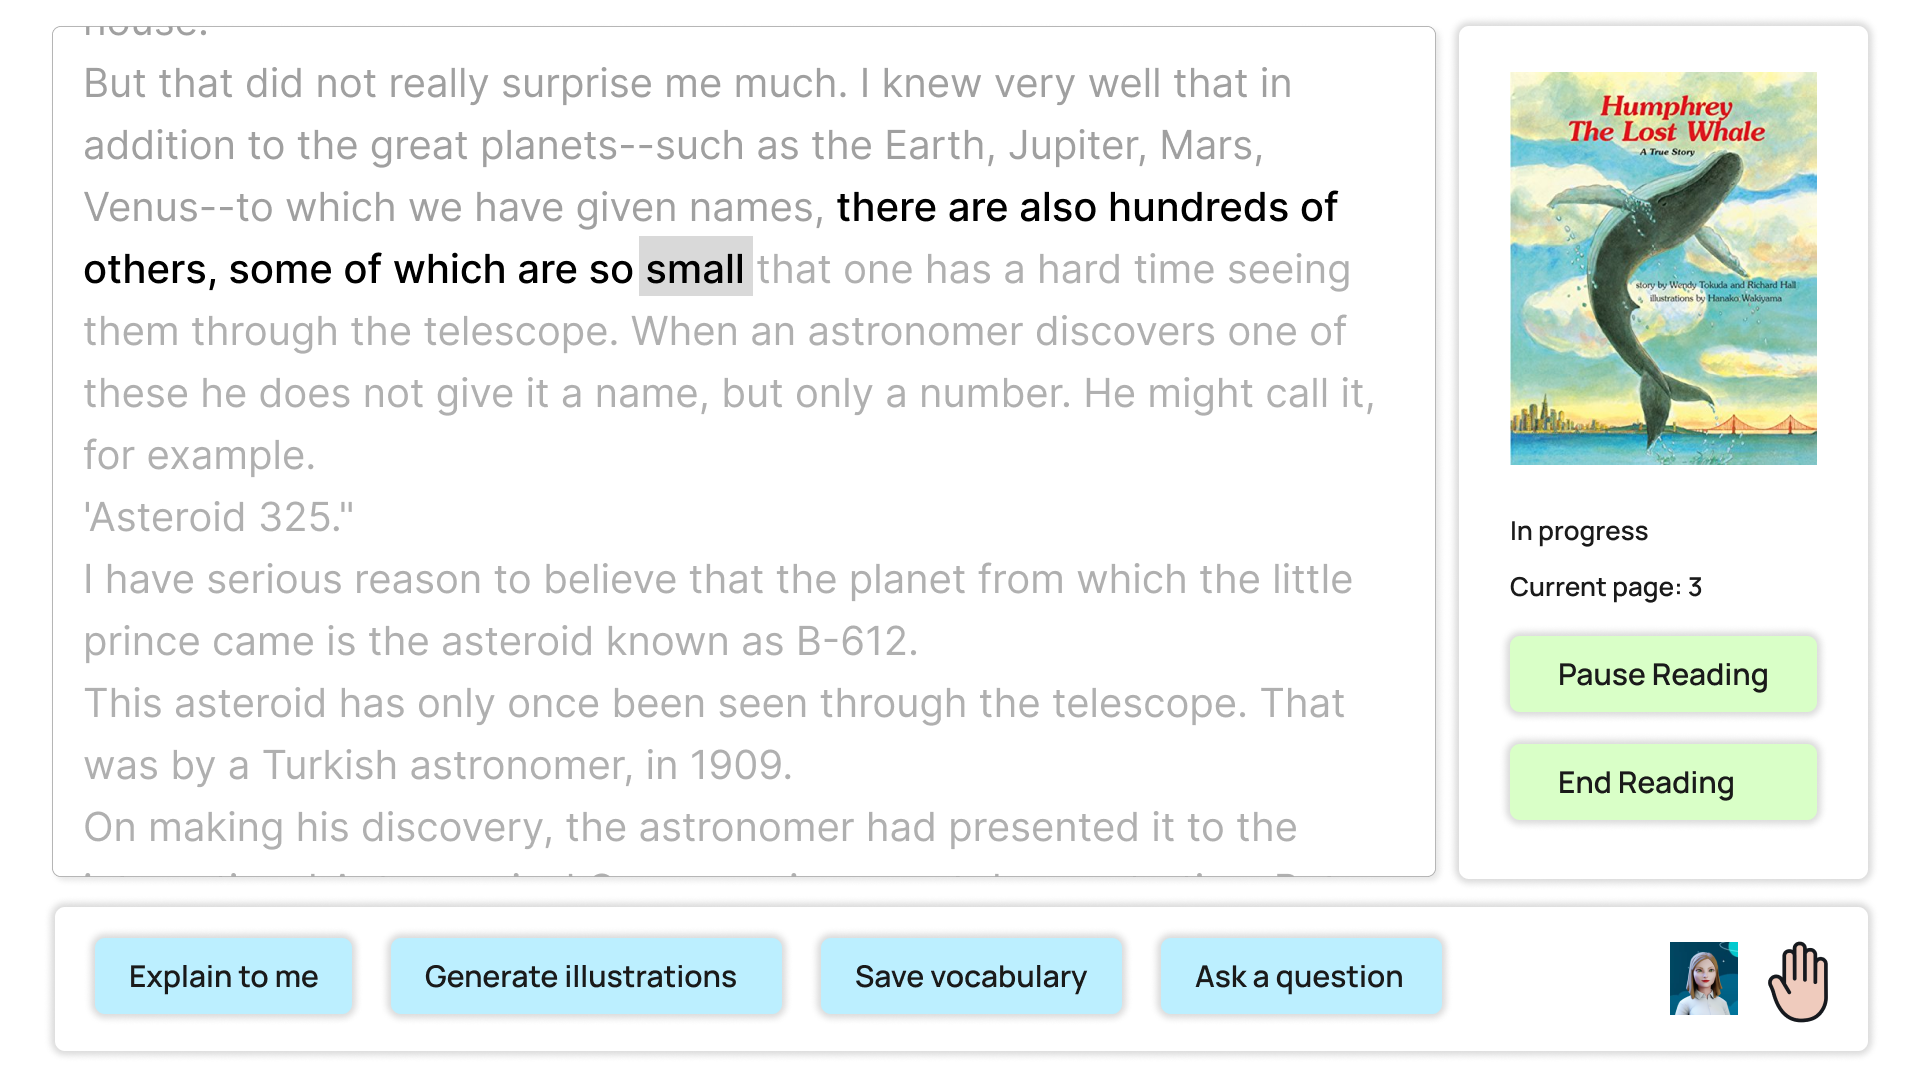 house.
But that did not really surprise me much. I knew very well that in
addition to the great planets--such as the Earth, Jupiter, Mars,
Venus--to which we have given names, there are also hundreds of
others, some of which are so small that one has a hard time seeing
them through the telescope. When an astronomer discovers one of
these he does not give it a name, but only a number. He might call it,
for example.
'Asteroid 325."
I have serious reason to believe that the planet from which the little
prince came is the asteroid known as B-612.
This asteroid has only once been seen through the telescope. That
was by a Turkish astronomer, in 1909.
On making his discovery, the astronomer had presented it to the
Humphrey
The Lost Whale
A True Story
story by Wendy Tokuda and Richard Hall
illustrations by Hanako Wakiyama
In progress
Current page: 3
Pause Reading
End Reading
Explain to me
Generate illustrations
Save vocabulary
Ask a question